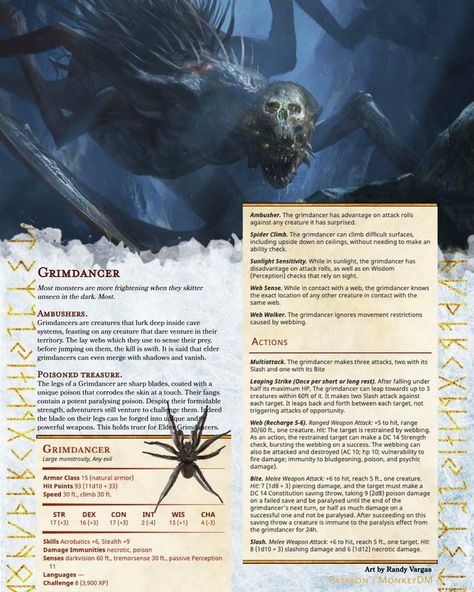 GRIMDANCER
Most monsters are more frightening when they skitter
unseen in the dark. Most.
AMBUSHERS.
Grimdancers are creatures that lurk deep inside cave
systems, feasting on any creature that dare venture in their
territory. The lay webs which they use to sense their prey,
before jumping on them, the kill is swift. It is said that elder
grimdancers can even merge with shadows and vanish.
POISONED TREASURE.
The legs of a Grimdancer are sharp blades, coated with a
unique poison that corrodes the skin at a touch. Their fangs
contain a potent paralysing poison. Despite their formidable
strength, adventurers still venture to challenge them. Indeed
the blade on their legs can be forged into unique and
powerful weapons. This holds truer for Elder Grimdancers.
GRIMDANCER
Large monstrosity, Any evil
Armor Class 15 (natural armor)
Hit Points 93 (11d10 + 33)
Speed 30 ft., climb 30 ft.
STR DEX CON INT WIS CHA
17 (+3) 16 (+3) 17 (+3) 2 (-4) 13 (+1) 4 (-3)
Skills Acrobatics +6, Stealth +9
Damage Immunities necrotic, poison
Senses darkvision 60 ft., tremorsense 30 ft., passive Perception
11
Languages —
Challenge 8 (3,900 XP)
Ambusher. The grimdancer has advantage on attack rolls
against any creature it has surprised.
Spider Climb. The grimdancer can climb difficult surfaces,
including upside down on ceilings, without needing to make an
ability check.
Sunlight Sensitivity. While in sunlight, the grimdancer has
disadvantage on attack rolls, as well as on Wisdom
(Perception) checks that rely on sight.
Web Sense. While in contact with a web, the grimdancer knows
the exact location of any other creature in contact with the
same web.
Web Walker. The grimdancer ignores movement restrictions
caused by webbing.
ACTIONS
Multiattack. The grimdancer makes three attacks, two with its
Slash and one with its Bite
Leaping Strike (Once per short or long rest). After falling under
half its maximum HP, The grimdancer can leap towards up to 3
creatures within 60ft of it. It makes two Slash attack against
each target. It leaps back and forth between each target, not
triggering attacks of opportunity.
Web (Recharge 5-6). Ranged Weapon Attack: +5 to hit, range
30/60 ft., one creature. Hit: The target is restrained by webbing.
As an action, the restrained target can make a DC 14 Strength
check, bursting the webbing on a success. The webbing can
also be attacked and destroyed (AC 10; hp 10; vulnerability to
fire damage; immunity to bludgeoning, poison, and psychic
damage).
Bite. Melee Weapon Attack: +6 to hit, reach 5 ft., one creature.
Hit: 7 (1d8 + 3) piercing damage, and the target must make a
DC 14 Constitution saving throw, taking 9 (2d8) poison damage
on a failed save and be paralysed until the end of the
grimdancer's next turn, or half as much damage on a
successful one and not be paralysed. After succeeding on this
saving throw a creature is immune to the paralysis effect from
the grimdancer for 24h.
Slash. Melee Weapon Attack: +6 to hit, reach 5 ft., one target. Hit:
8 (1d10 + 3) slashing damage and 6 (1d12) necrotic damage.
Art by Randy Vargas
PATREON / MONKEYDM